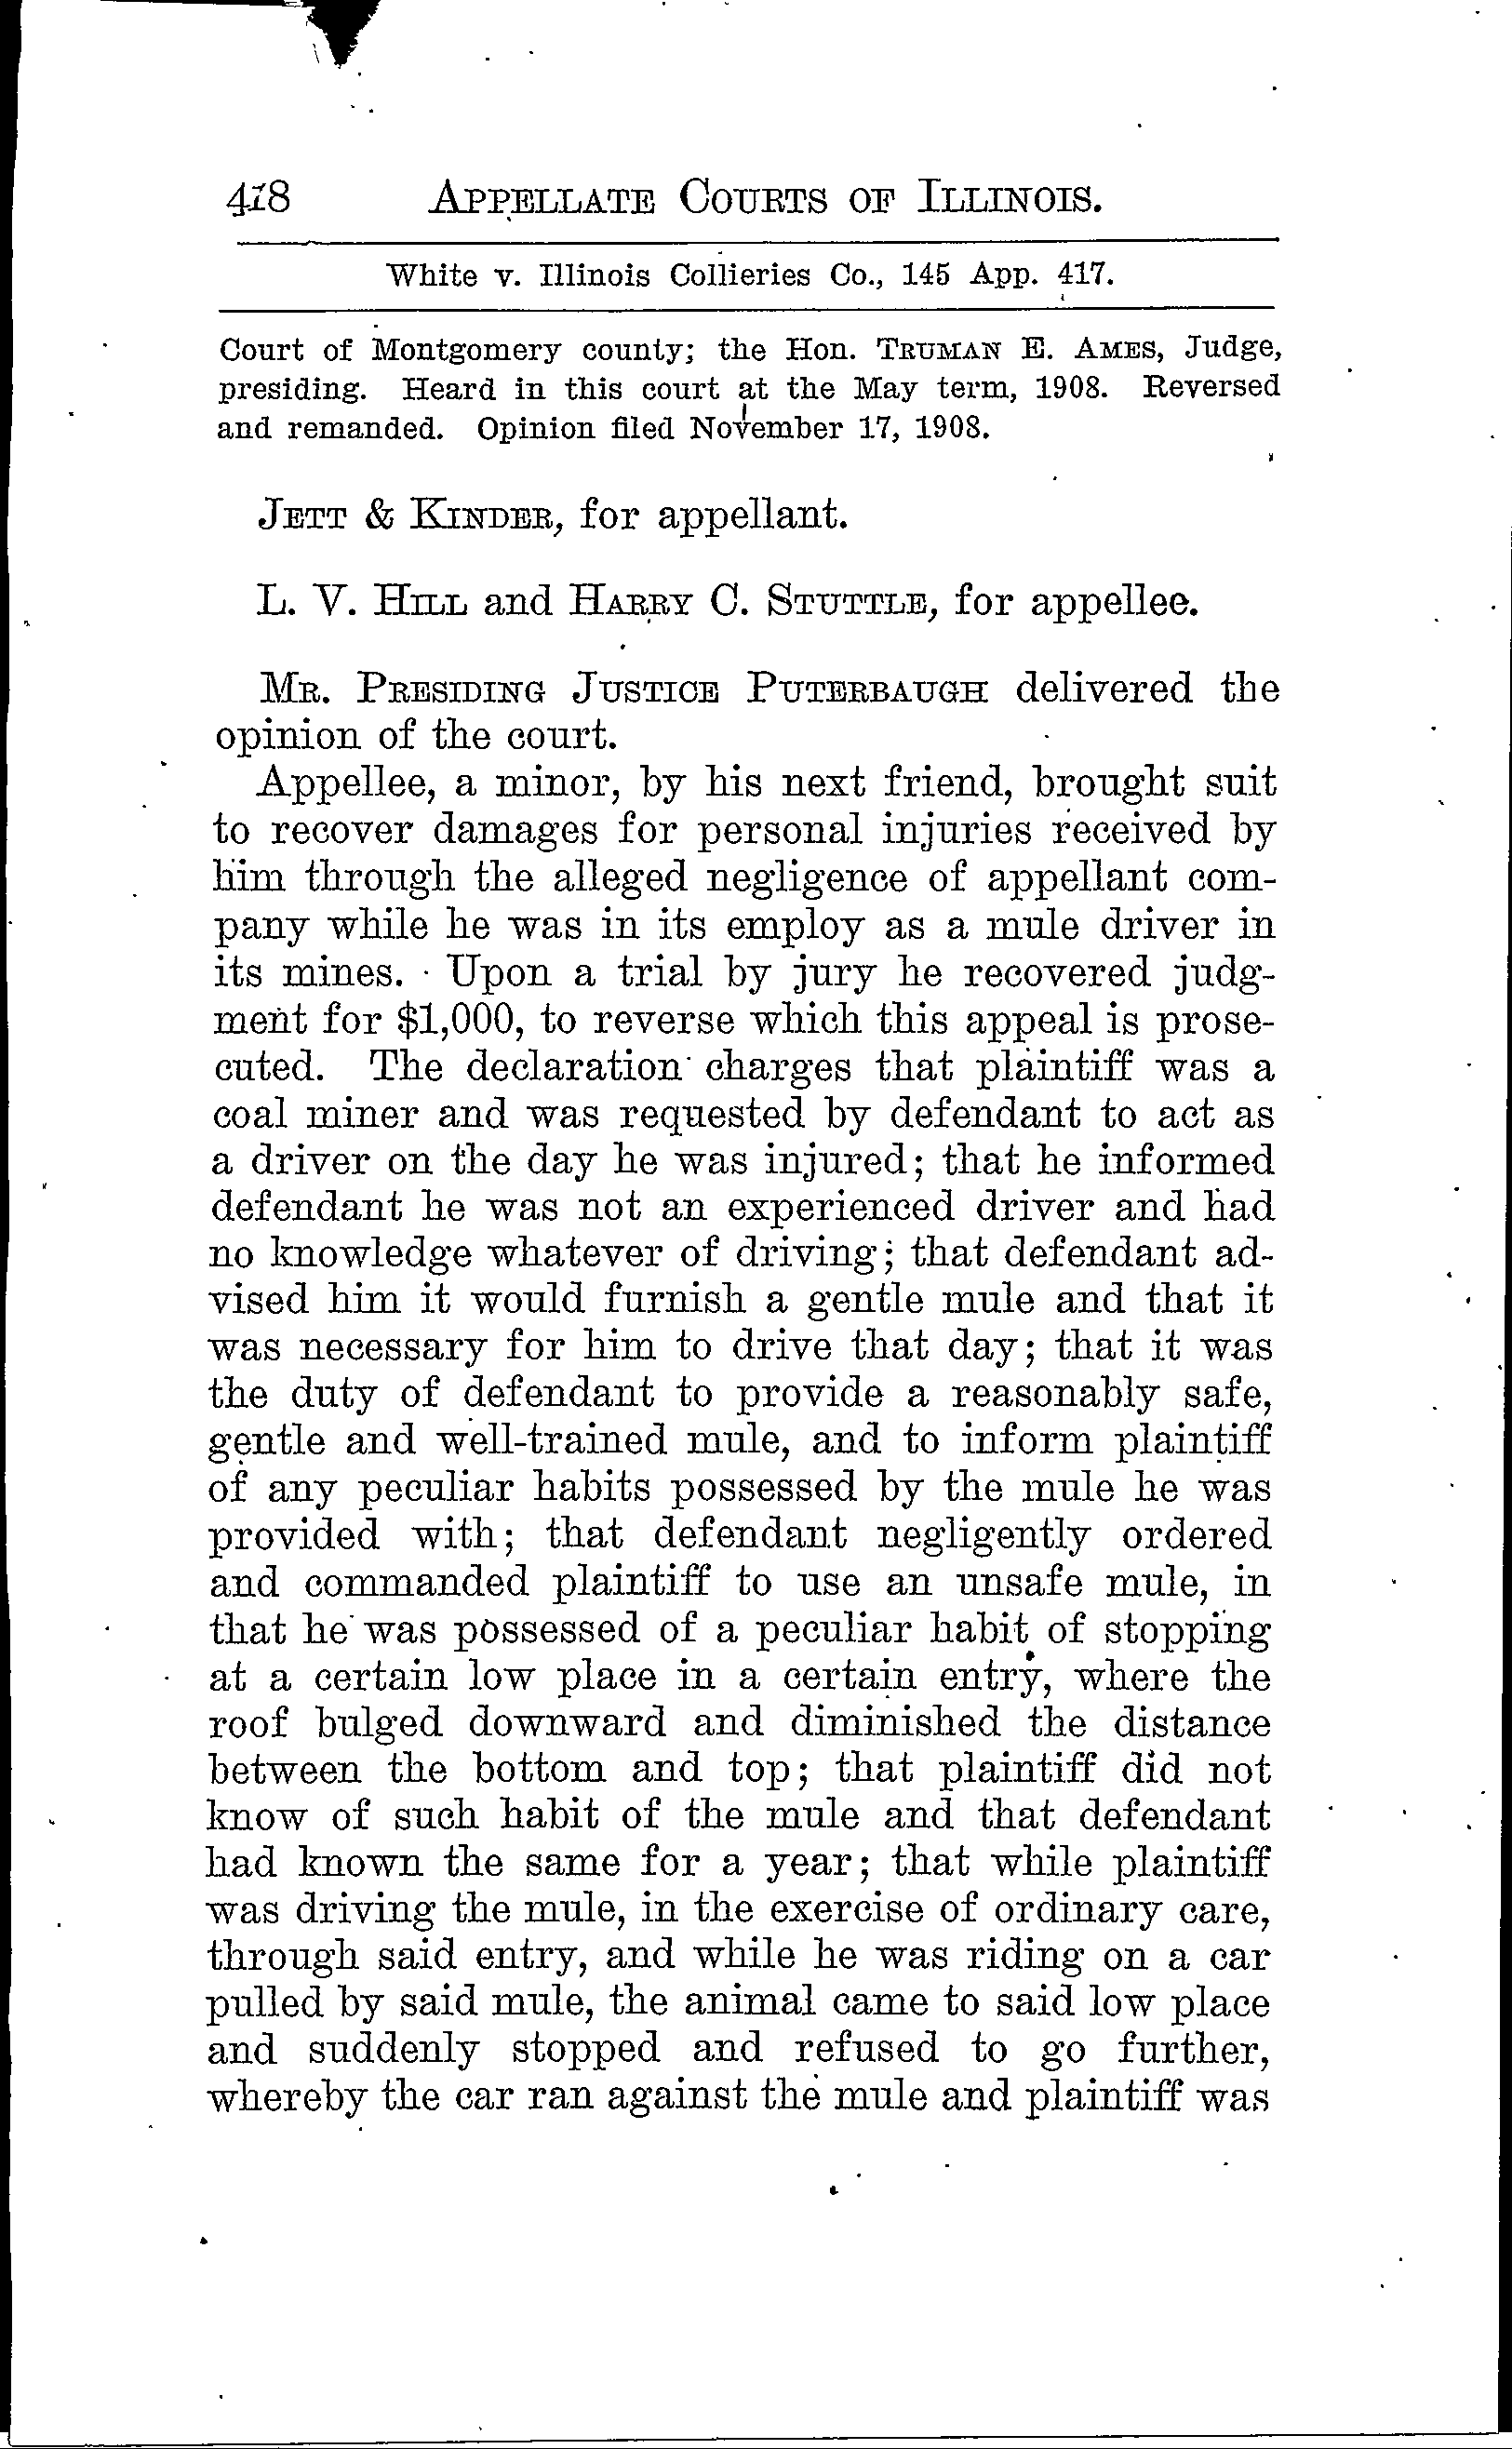 418 APPELLATE COURTS OF ILLINOIS.
White v. Illinois Collieries Co., 145 App. 417.
Court of Montgomery county; the Hon. TRUMAN E. AMES, Judge,
presiding. Heard in this court at the May term, 1908. Reversed
and remanded. Opinion filed November 17, 1908.
JETT & KINDER, for appellant.
L. V. HILL and HARRY C. STUTTLE, for appellee.
MR. PRESIDING JUSTICE PUTERBAUGH delivered the
opinion of the court.
Appellee, a minor, by his next friend, brought suit
to recover damages for personal injuries received by
him through the alleged negligence of appellant com-
pany while he was in its employ as a mule driver in
its mines. Upon a trial by jury he recovered judg-
ment for $1,000, to reverse which this appeal is prose-
cuted. The declaration charges that plaintiff was a
coal miner and was requested by defendant to act as
a driver on the day he was injured; that he informed
defendant he was not an experienced driver and had
no knowledge whatever of driving; that defendant ad-
vised him it would furnish a gentle mule and that it
was necessary for him to drive that day; that it was
the duty of defendant to provide a reasonably safe,
gentle and well-trained mule, and to inform plaintiff
of any peculiar habits possessed by the mule he was
provided with; that defendant negligently ordered
and commanded plaintiff to use an unsafe mule, in
that he was possessed of a peculiar habit of stopping
at a certain low place in a certain entry, where the
roof bulged downward and diminished the distance
between the bottom and top; that plaintiff did not
know of such habit of the mule and that defendant
had known the same for a year; that while plaintiff
was driving the mule, in the exercise of ordinary care,
through said entry, and while he was riding on a car
pulled by said mule, the animal came to said low place
and suddenly stopped and refused to go further,
whereby the car ran against the mule and plaintiff was